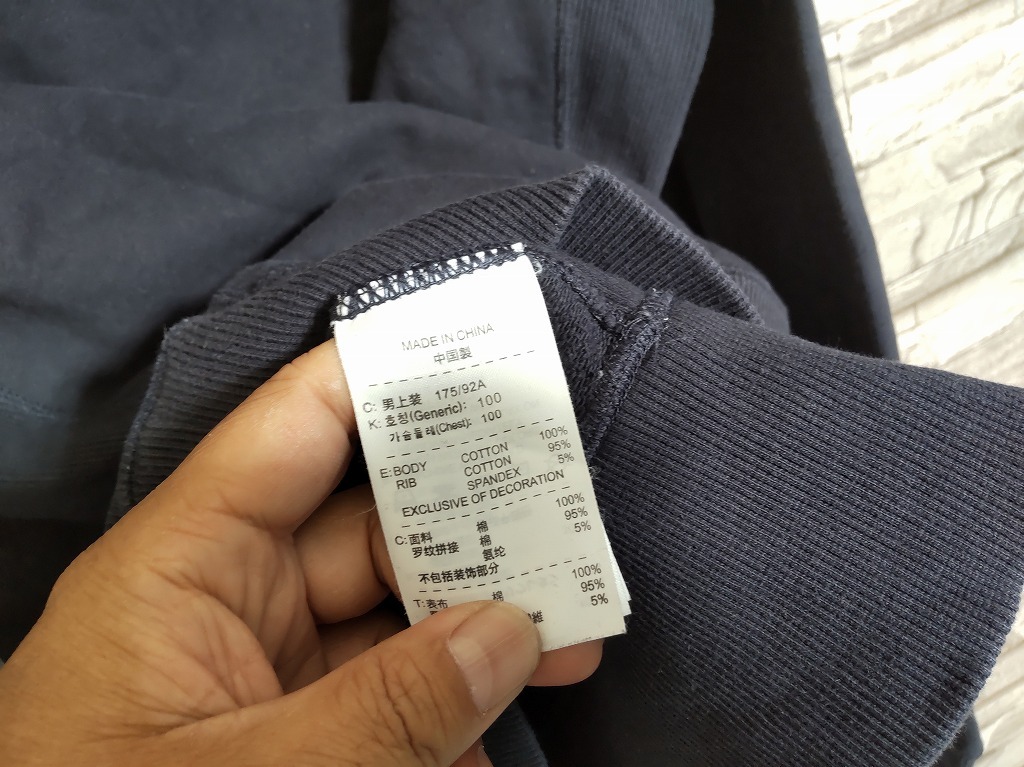 MADE IN CHINA
中国製
C: 男上装 175/92A
K: 호칭(Generic): 100
가슴둘레(Chest): 100
E: BODY COTTON 100%
RIB COTTON 95%
SPANDEX 5%
EXCLUSIVE OF DECORATION
C: 面料 棉 100%
罗纹拼接 棉 95%
氨纶 5%
不包括装饰部分
T: 表布 棉 100%
95%
維 5%